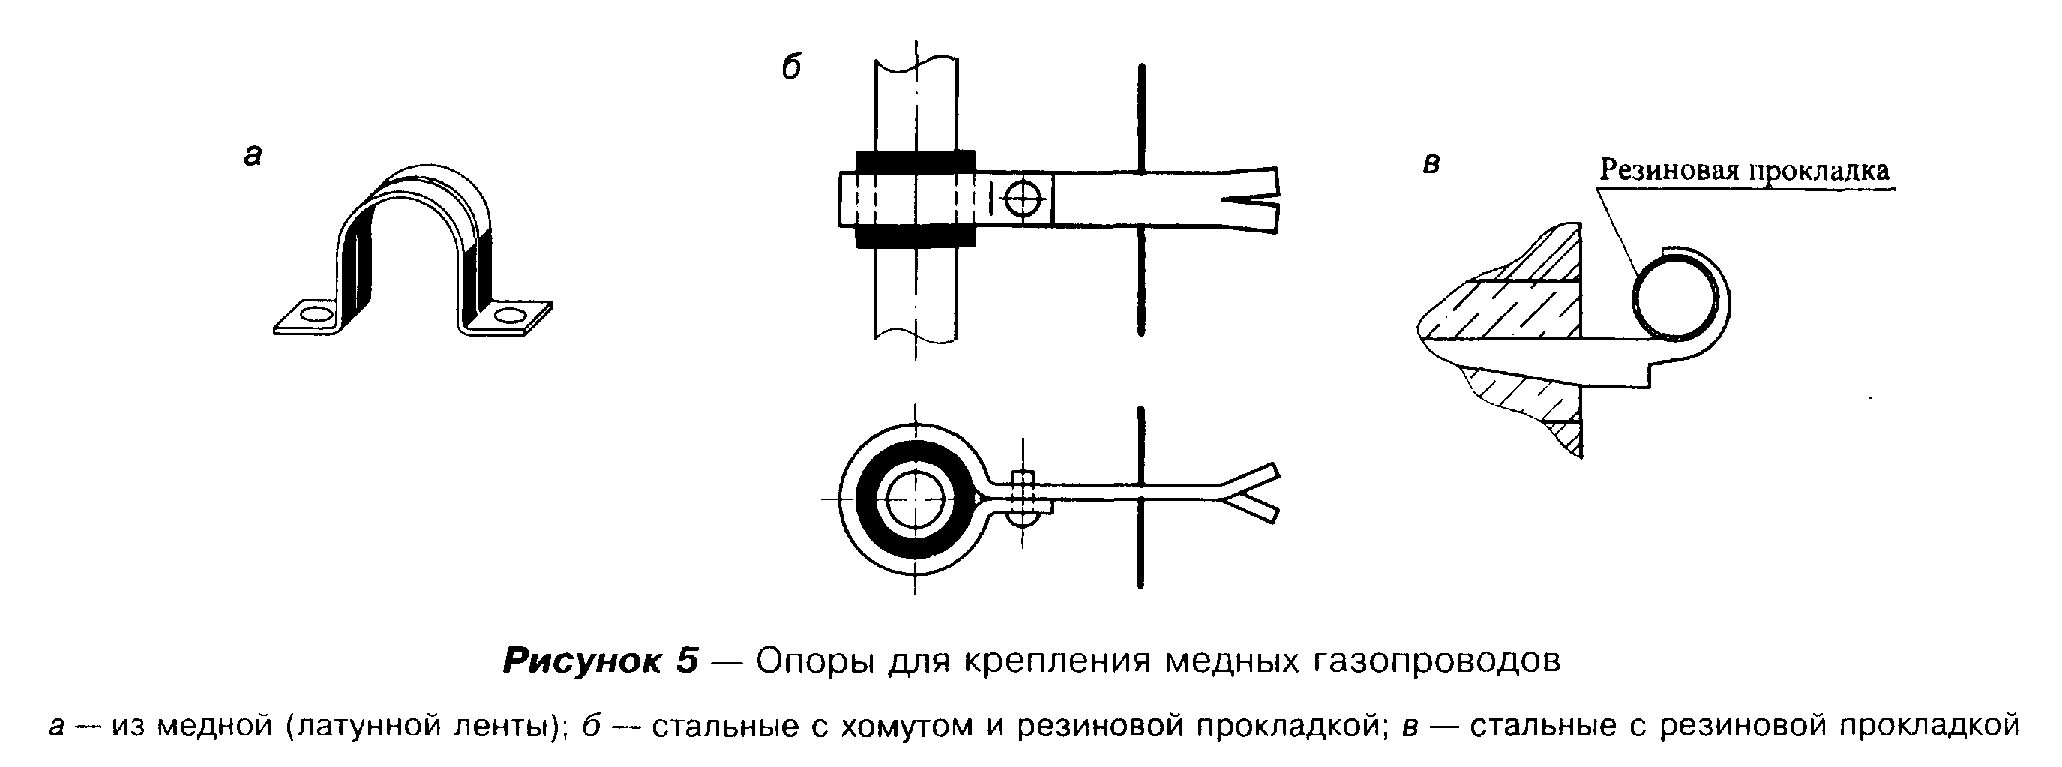 а
б
в
Резиновая прокладка
Рисунок 5 — Опоры для крепления медных газопроводов
а — из медной (латунной ленты); б — стальные с хомутом и резиновой прокладкой; в — стальные с резиновой прокладкой